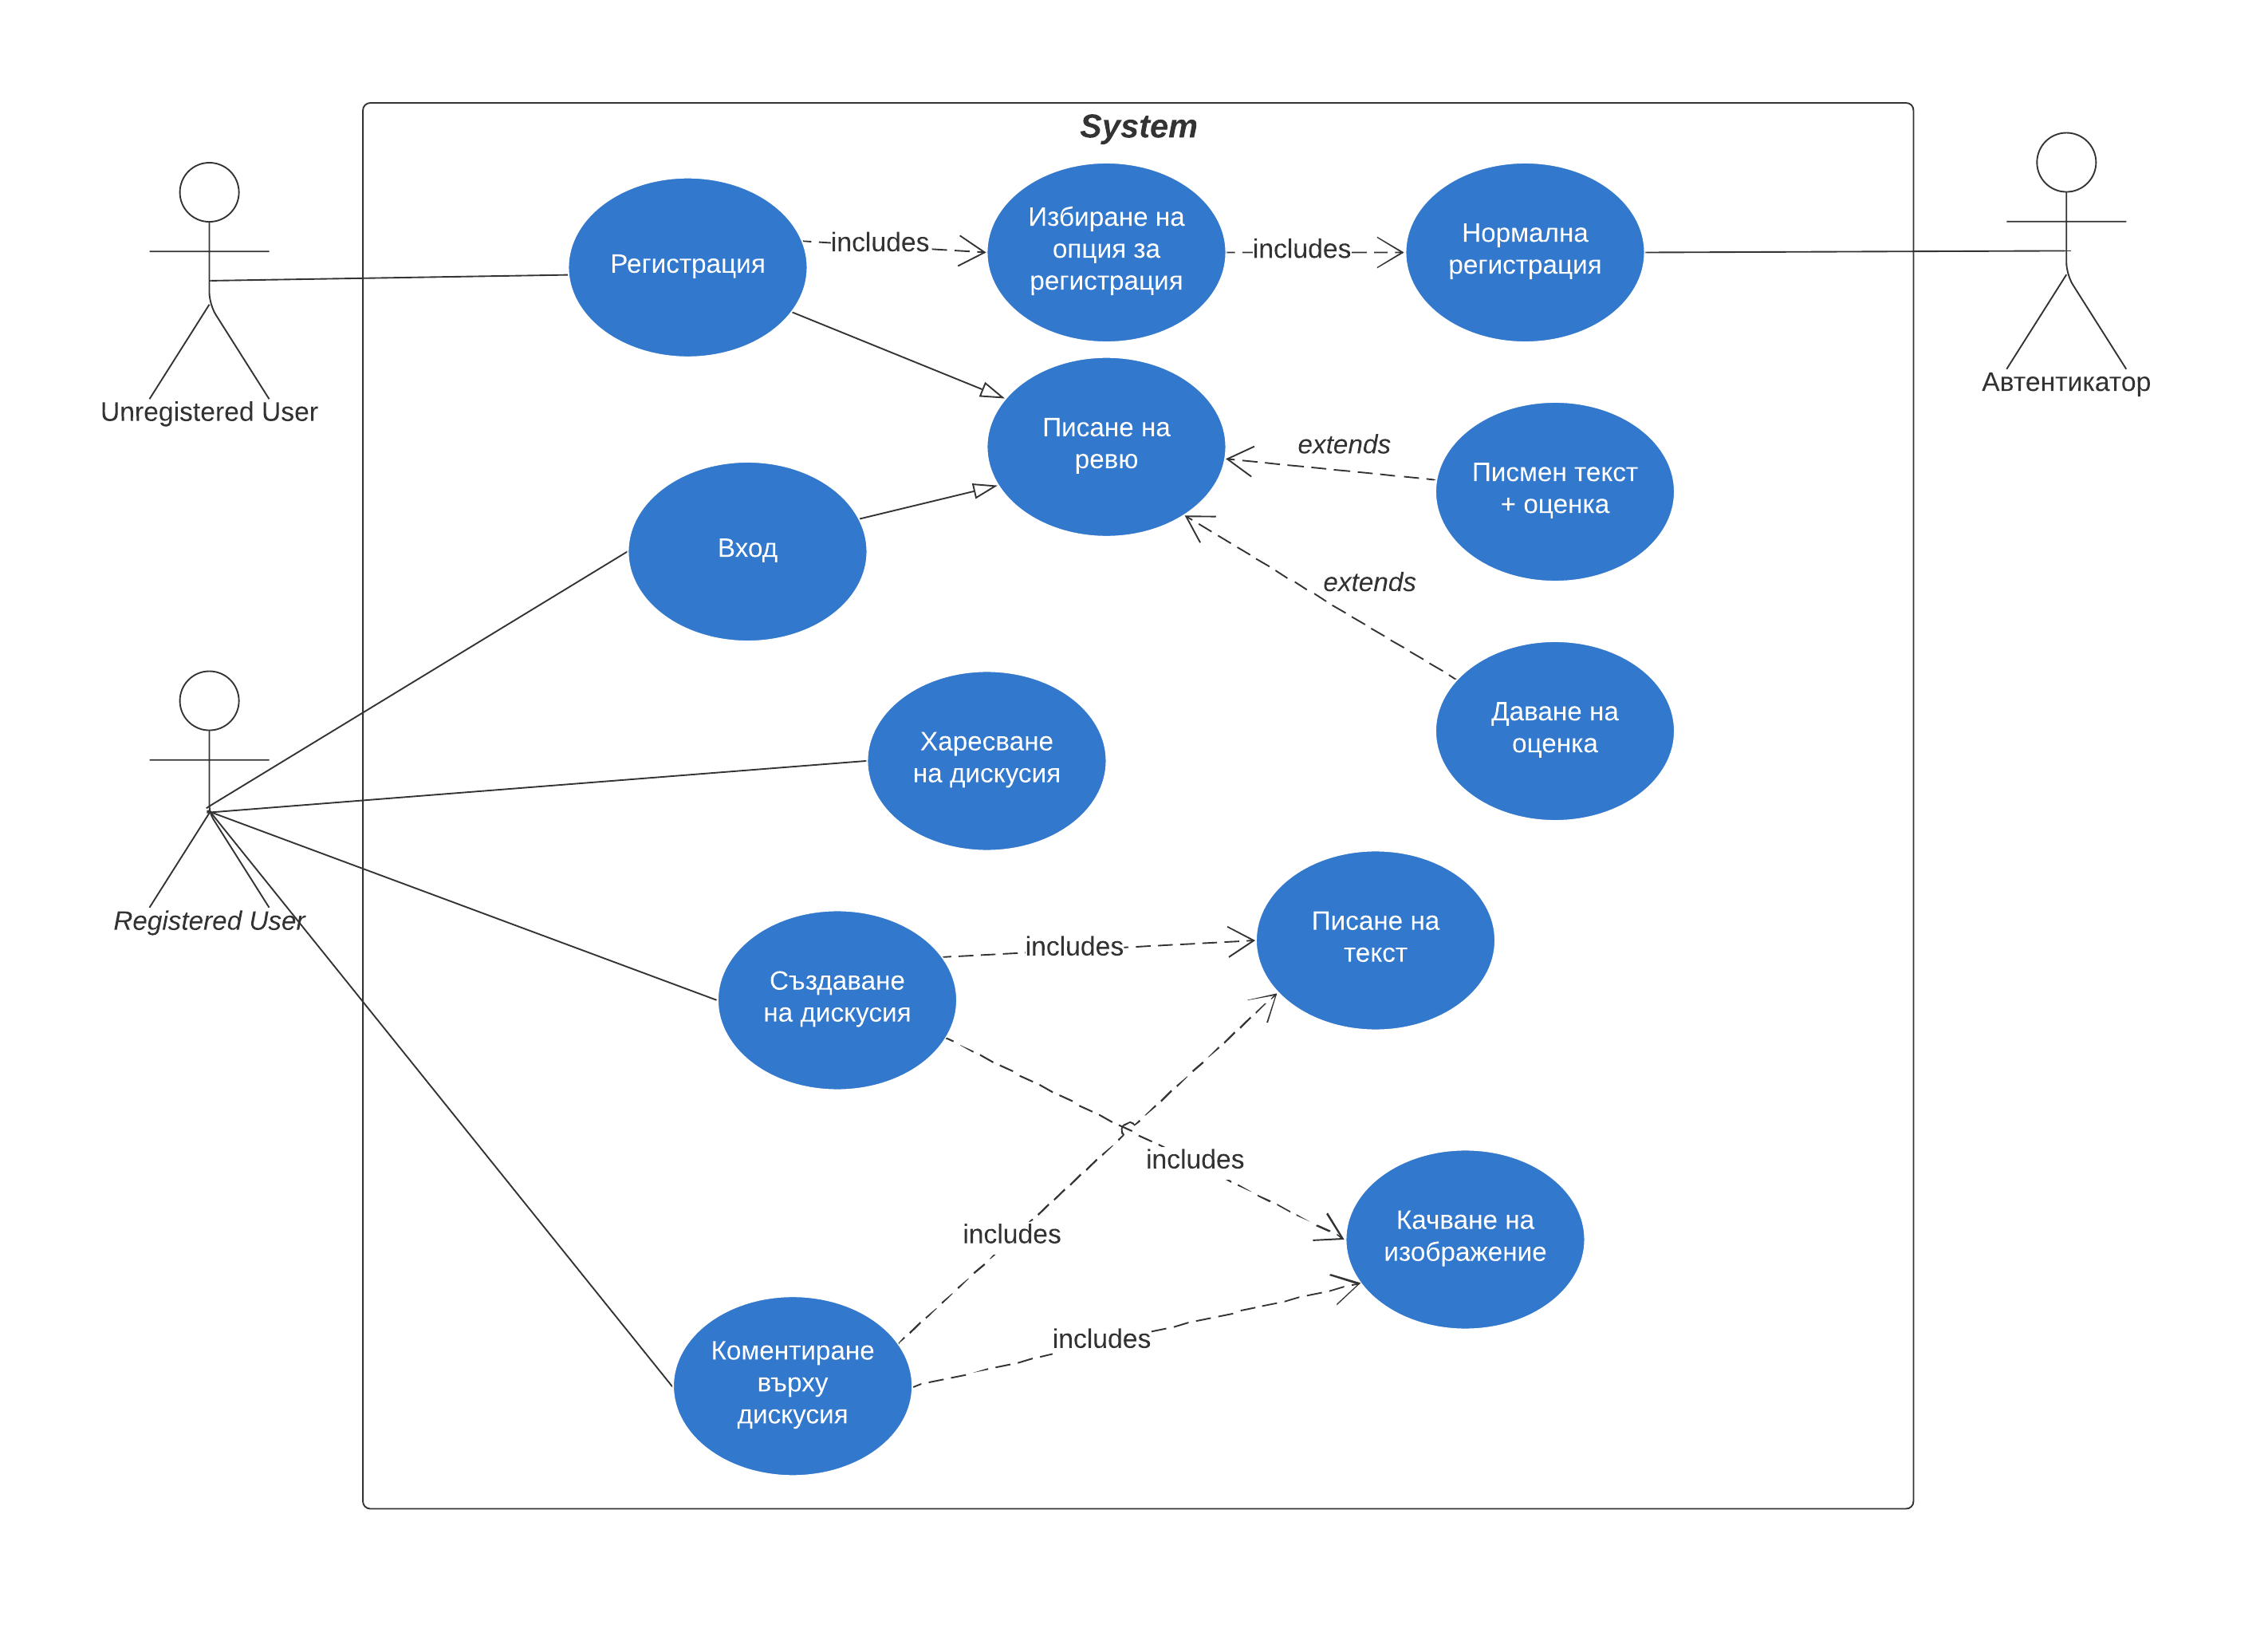 System
Unregistered User
Регистрация
includes
Избиране на
опция за
регистрация
includes
Нормална
регистрация
Автентикатор
Писане на
ревю
extends
Писмен текст
+ оценка
Вход
extends
Даване на
оценка
Харесване
на дискусия
Registered User
Създаване
на дискусия
includes
Писане на
текст
includes
includes
Качване на
изображение
includes
Коментиране
върху
дискусия